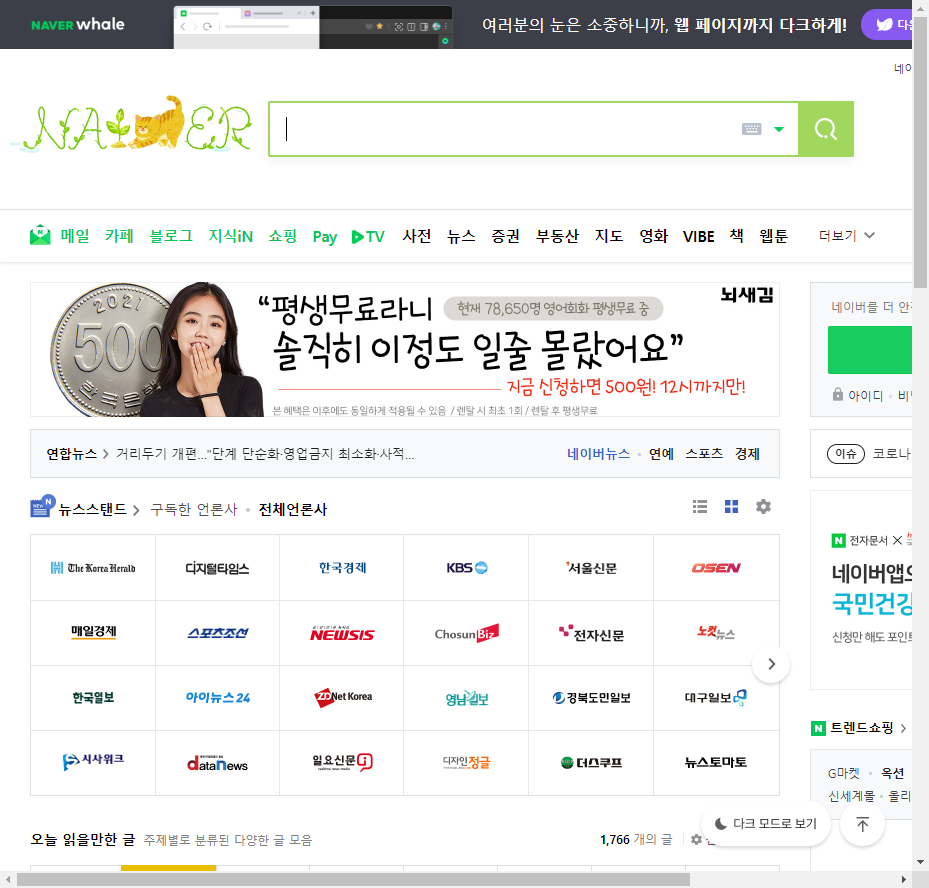 NAVER whale
여러분의 눈은 소중하니까, 웹 페이지까지 다크하게!
네이
NAVER
메일 카페 블로그 지식iN 쇼핑 Pay TV 사전 뉴스 증권 부동산 지도 영화 VIBE 책 웹툰 더보기
2021
500
한국은행
“평생무료라니 현재 78,650명 영어회화 평생무료 중
뇌새김
솔직히 이정도 일줄 몰랐어요”
지금 신청하면 500원! 12시까지만!
본 혜택은 이후에도 동일하게 적용될 수 있음 / 렌탈 시 최초 1회 / 렌탈 후 평생무료
네이버를 더 안
아이디
연합뉴스 > 거리두기 개편..."단계 단순화·영업금지 최소화·사적... 네이버뉴스 · 연예 스포츠 경제
이슈 코로나
NEW N 뉴스스탠드 > 구독한 언론사 · 전체언론사
The Korea Herald 디지털타임스 한국경제 KBS 서울신문 OSEN
매일경제 스포츠조선 NEWSIS ChosunBiz 전자신문 노컷뉴스
한국일보 아이뉴스24 ZDNet Korea 영남일보 경북도민일보 대구일보
시사위크 dataNews 일요신문 디자인정글 더스쿠프 뉴스토마토
N 전자문서 ×
네이버앱으
국민건강
신청만 해도 포인트
N 트렌드쇼핑 >
G마켓 · 옥션
신세계몰 · 올리
오늘 읽을만한 글 주제별로 분류된 다양한 글 모음 1,766 개의 글
다크 모드로 보기